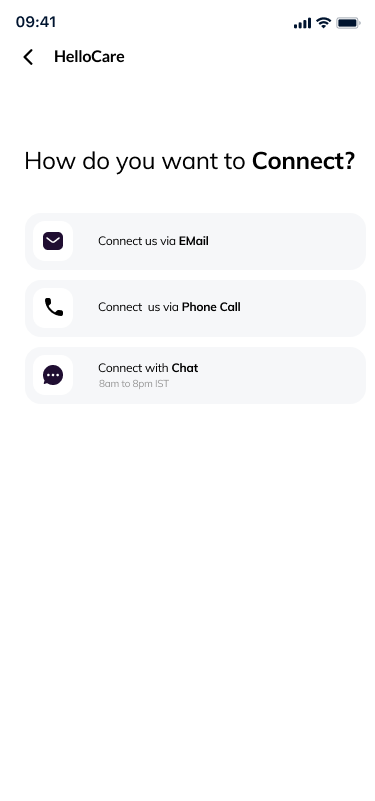 09:41
HelloCare
How do you want to Connect?
Connect us via EMail
Connect  us via Phone Call
Connect with Chat
8am to 8pm IST